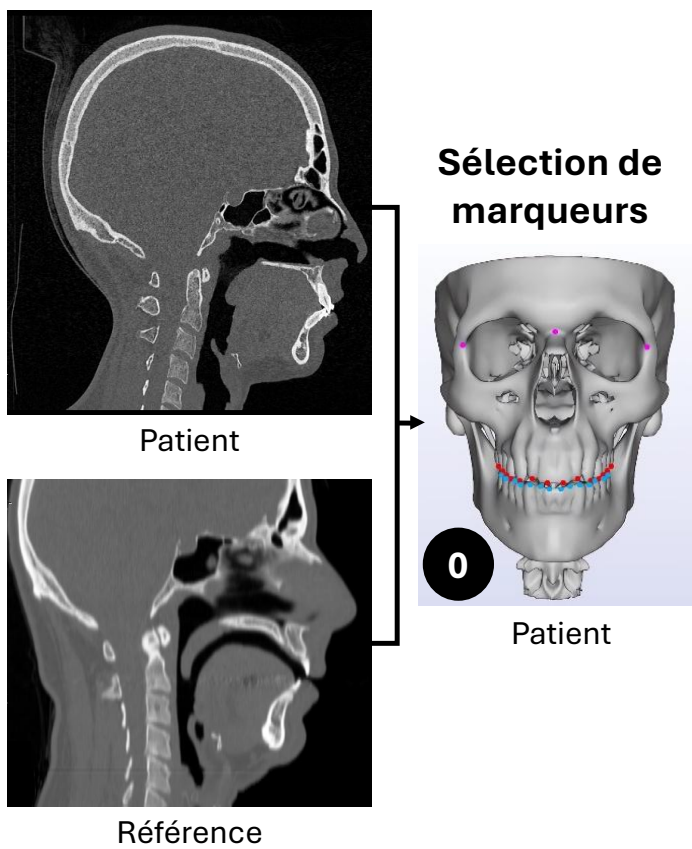 Patient
Référence
Sélection de
marqueurs
0
Patient